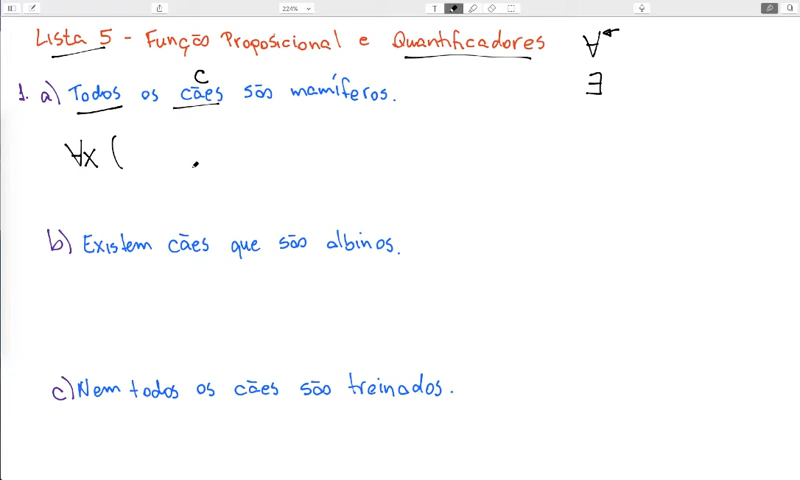 224%
Lista 5 - Função Proposicional e Quantificadores ∀
C ∃
1. a) Todos os cães são mamíferos.
∀x (
b) Existem cães que são albinos.
c) Nem todos os cães são treinados.